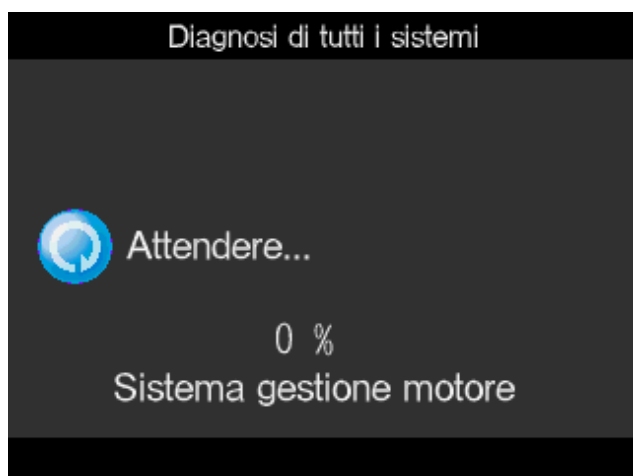 Diagnosi di tutti i sistemi
Attendere...
0 %
Sistema gestione motore